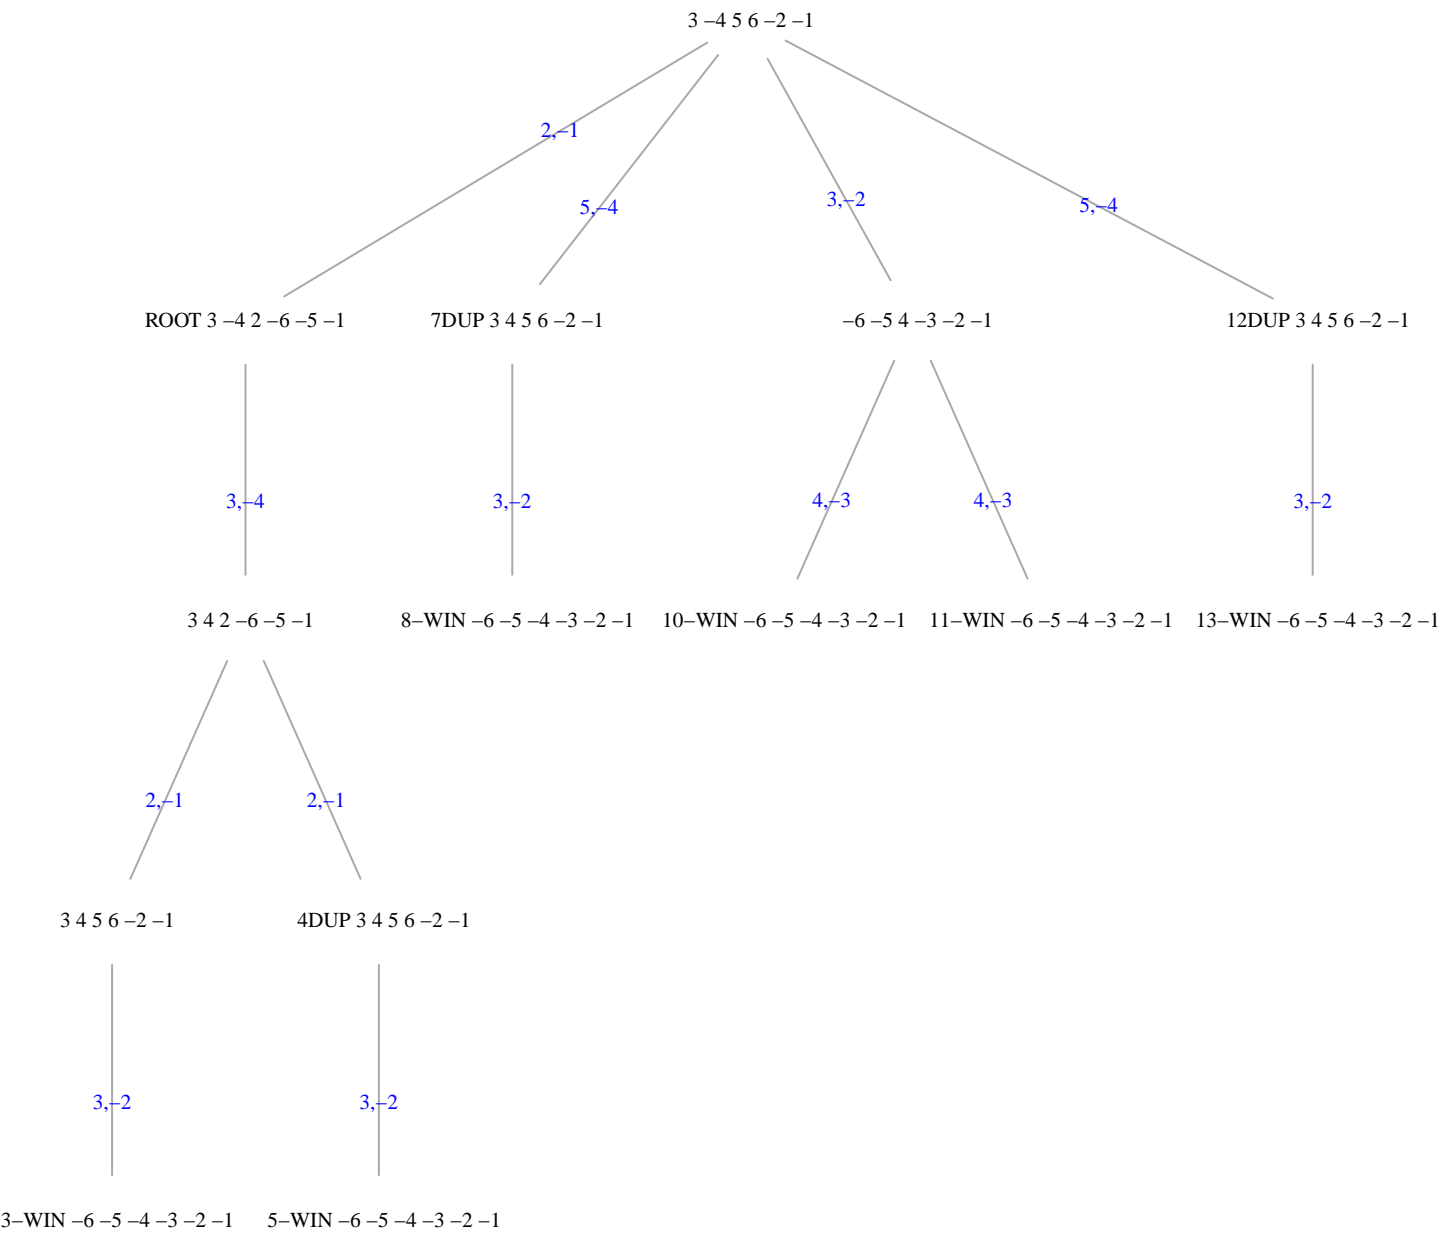 3 –4 5 6 –2 –1
2,–1
5,–4
3,–2
5,–4
ROOT 3 –4 2 –6 –5 –1
7DUP 3 4 5 6 –2 –1
–6 –5 4 –3 –2 –1
12DUP 3 4 5 6 –2 –1
3,–4
3,–2
4,–3
4,–3
3,–2
3 4 2 –6 –5 –1
8–WIN –6 –5 –4 –3 –2 –1
10–WIN –6 –5 –4 –3 –2 –1
11–WIN –6 –5 –4 –3 –2 –1
13–WIN –6 –5 –4 –3 –2 –1
2,–1
2,–1
3 4 5 6 –2 –1
4DUP 3 4 5 6 –2 –1
3,–2
3,–2
3–WIN –6 –5 –4 –3 –2 –1
5–WIN –6 –5 –4 –3 –2 –1